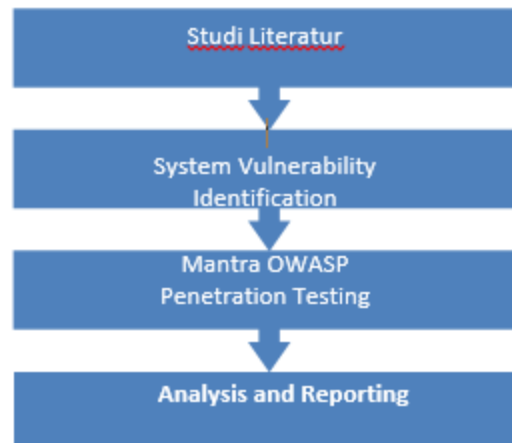 Studi Literatur
System Vulnerability
Identification
Mantra OWASP
Penetration Testing
Analysis and Reporting